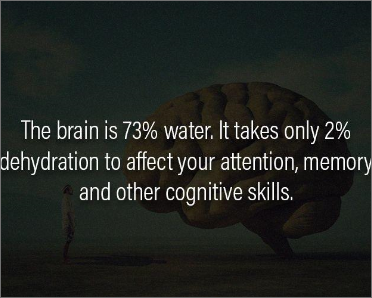 The brain is 73% water. It takes only 2%
dehydration to affect your attention, memory
and other cognitive skills.